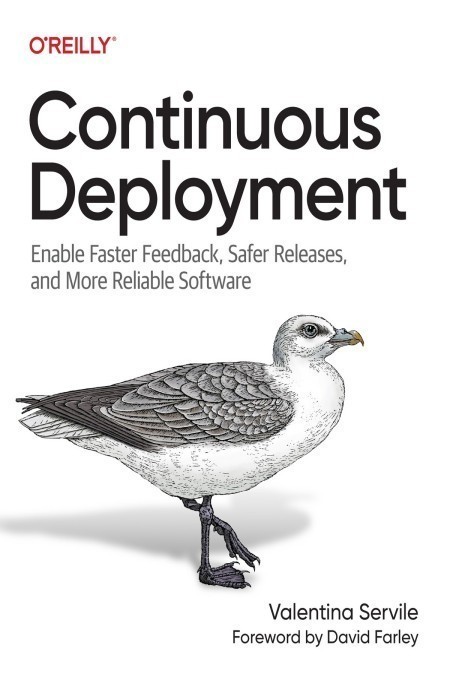 O'REILLY®
Continuous
Deployment
Enable Faster Feedback, Safer Releases,
and More Reliable Software
Valentina Servile
Foreword by David Farley